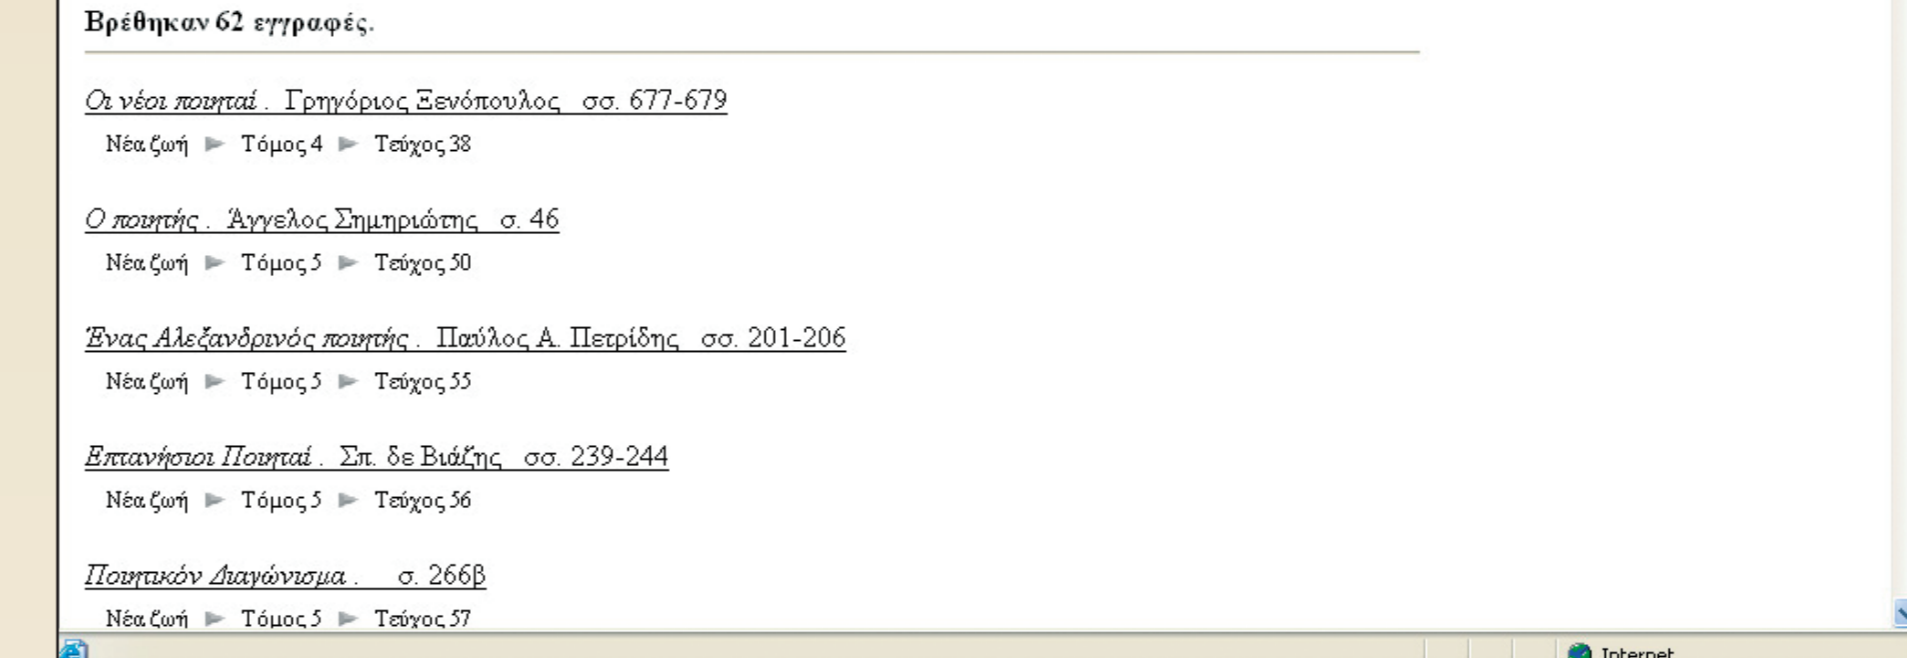 Βρέθηκαν 62 εγγραφές.
Οι νέοι ποιηταί . Γρηγόριος Ξενόπουλος σσ. 677-679
Νέα ζωή Τόμος 4 Τεύχος 38
Ο ποιητής . Άγγελος Σημηριώτης σ. 46
Νέα ζωή Τόμος 5 Τεύχος 50
Ένας Αλεξανδρινός ποιητής . Παύλος Α. Πετρίδης σσ. 201-206
Νέα ζωή Τόμος 5 Τεύχος 55
Επτανήσιοι Ποιηταί . Σπ. δε Βιάζης σσ. 239-244
Νέα ζωή Τόμος 5 Τεύχος 56
Ποιητικόν Διαγώνισμα . σ. 266β
Νέα ζωή Τόμος 5 Τεύχος 57
Internet